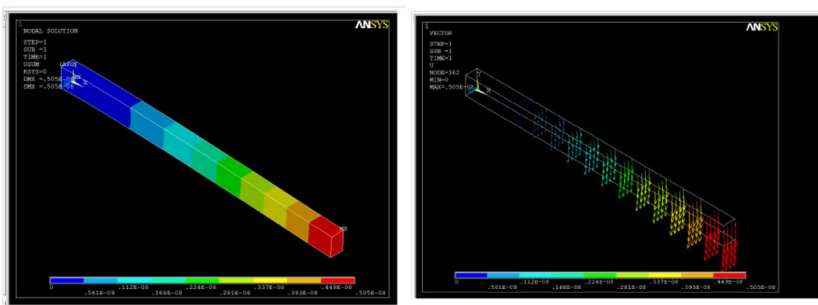 1
ANSYS
NODAL SOLUTION
STEP=1
SUB =1
TIME=1
USUM (AVG)
RSYS=0
DMX =.505E-08
SMX =.505E-08
X
MX
0
.561E-09
.112E-08
.168E-08
.224E-08
.281E-08
.337E-08
.393E-08
.449E-08
.505E-08
1
ANSYS
VECTOR
STEP=1
SUB =1
TIME=1
U
NODE=162
MIN=0
MAX=.505E-08
0
.561E-09
.112E-08
.168E-08
.224E-08
.281E-08
.337E-08
.393E-08
.449E-08
.505E-08